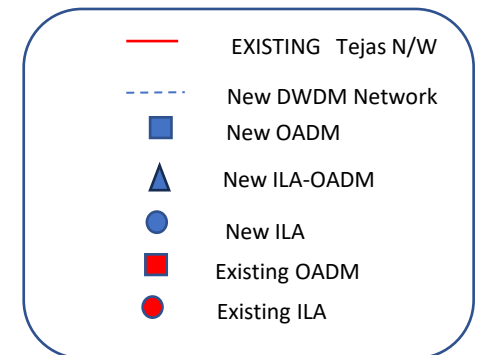 EXISTING Tejas N/W
New DWDM Network
New OADM
New ILA-OADM
New ILA
Existing OADM
Existing ILA